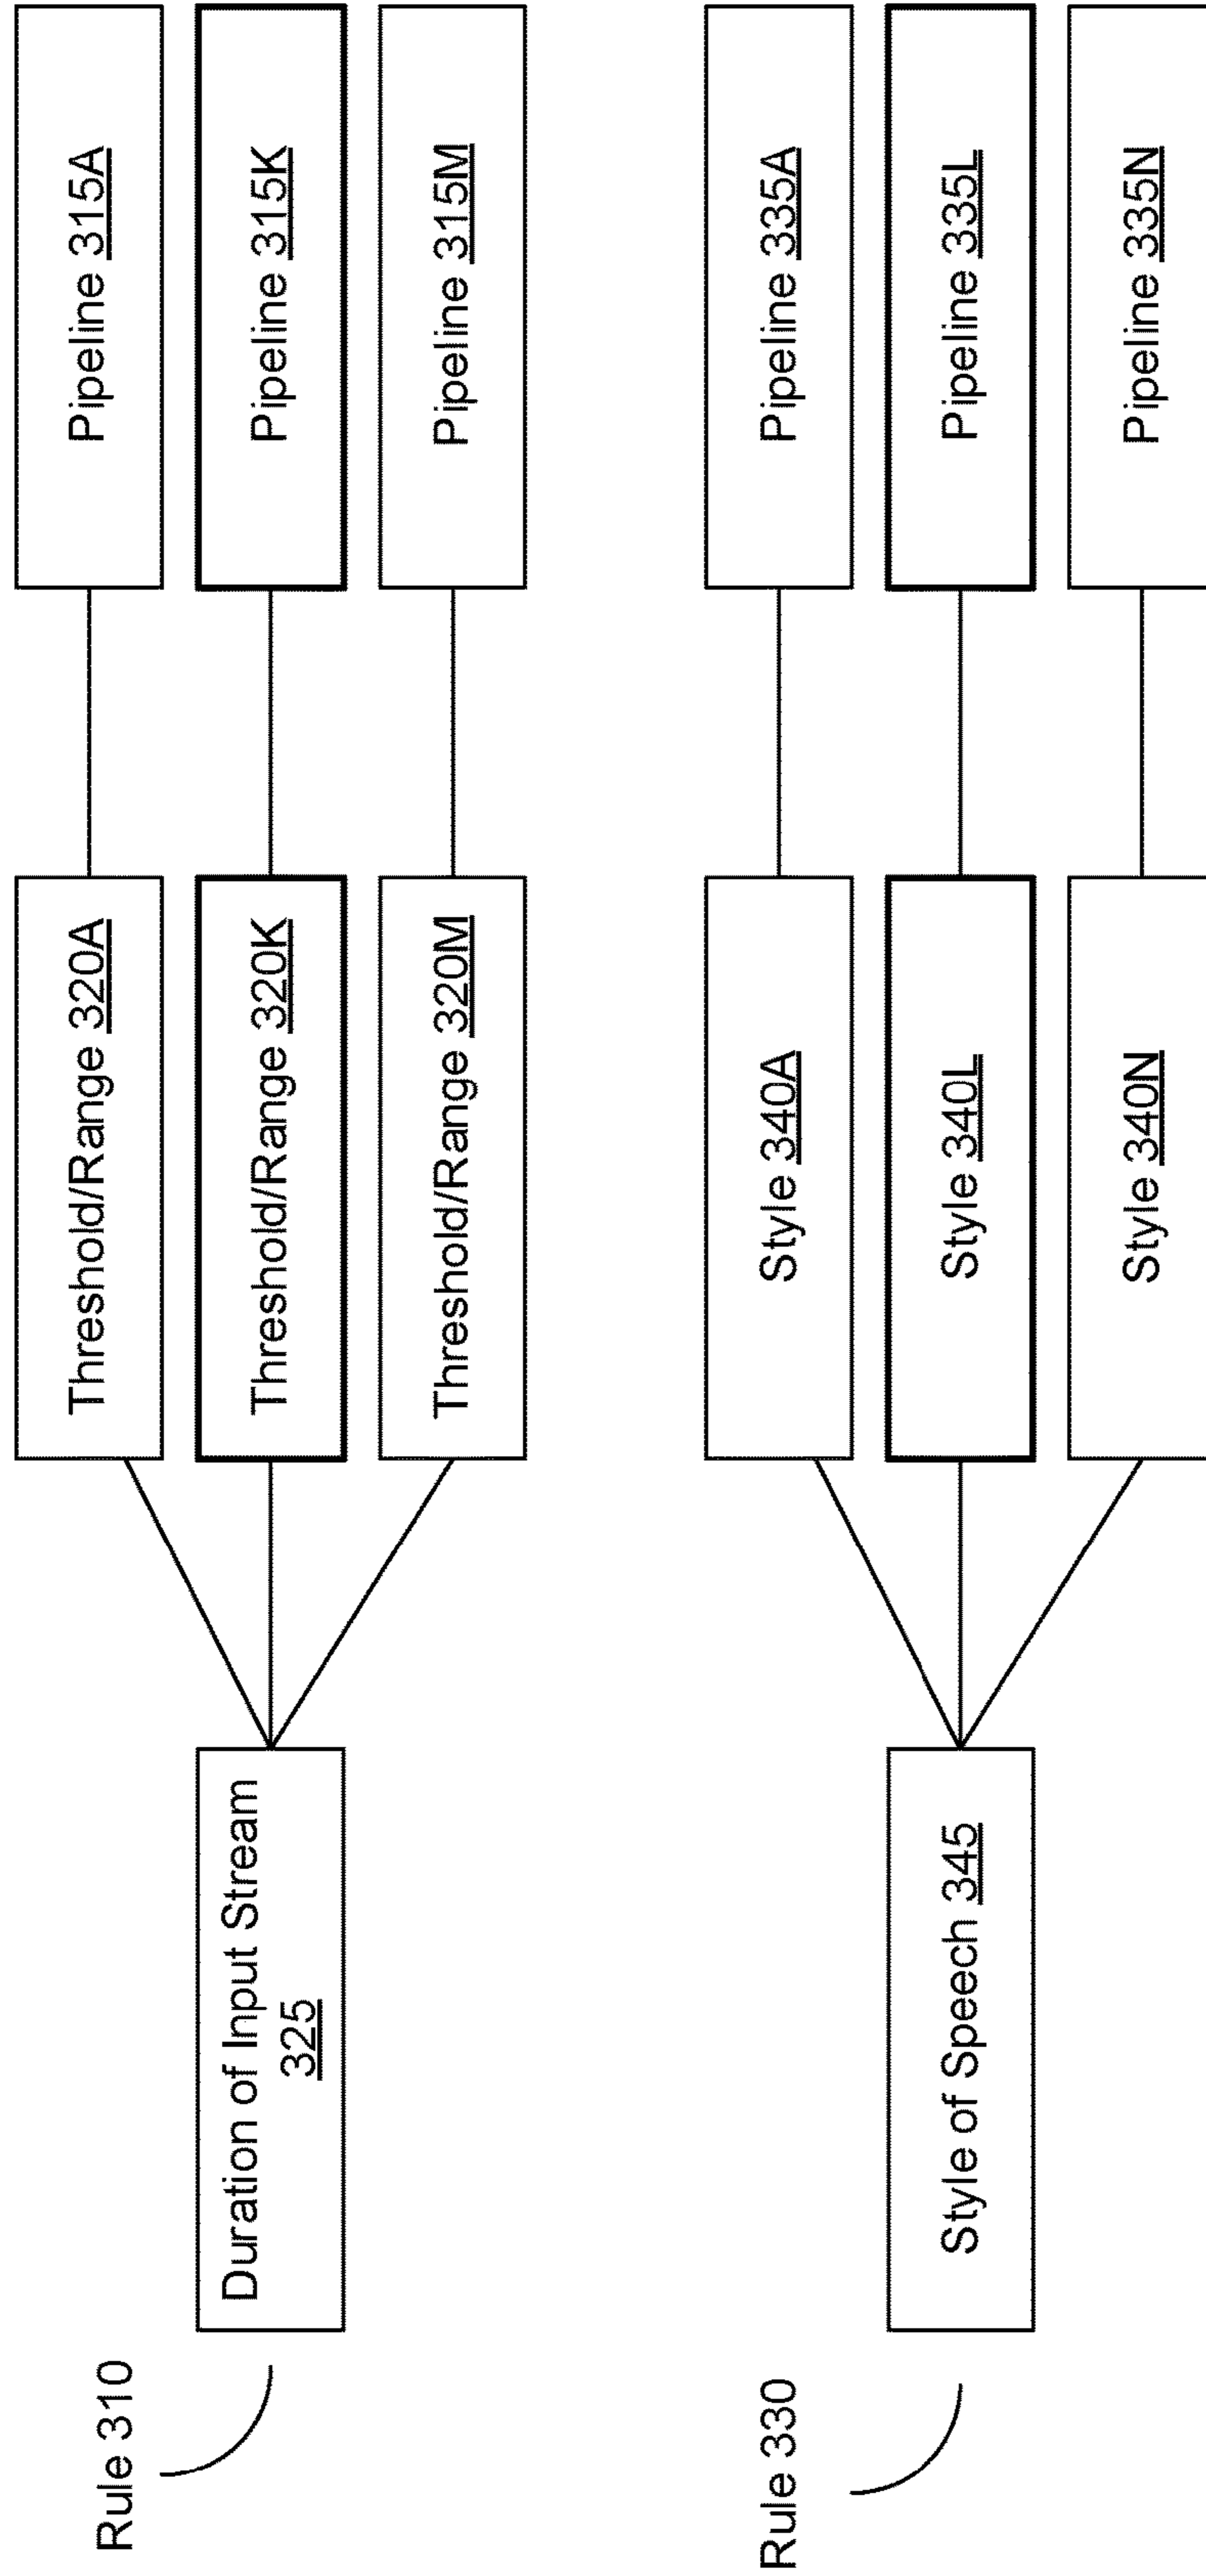 Rule 310
Duration of Input Stream
325
Threshold/Range 320A
Pipeline 315A
Threshold/Range 320K
Pipeline 315K
Threshold/Range 320M
Pipeline 315M
Rule 330
Style of Speech 345
Style 340A
Pipeline 335A
Style 340L
Pipeline 335L
Style 340N
Pipeline 335N